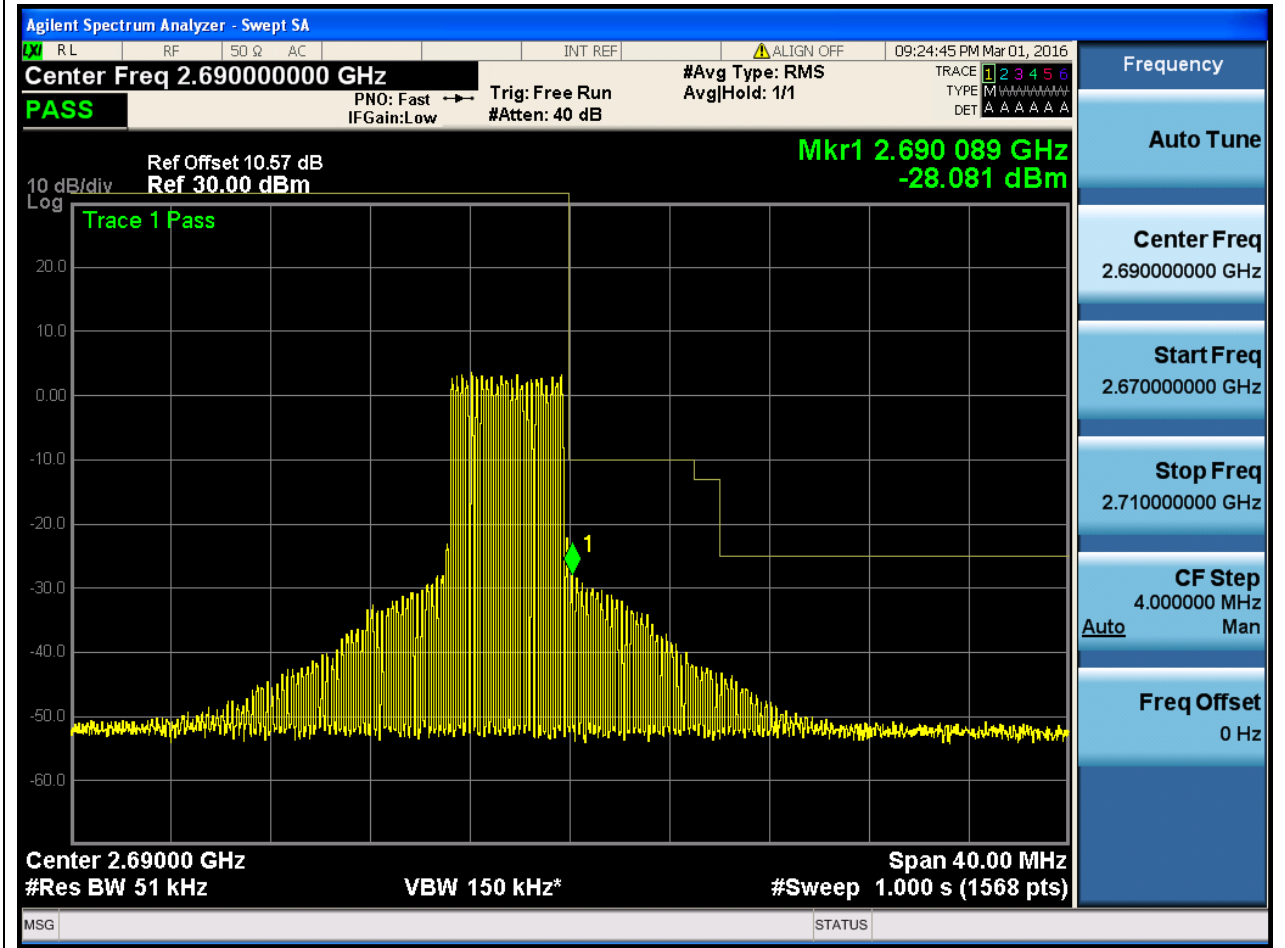 Agilent Spectrum Analyzer - Swept SA
LXI RL RF 50 Ω AC INT REF ALIGN OFF 09:24:45 PM Mar 01, 2016
Center Freq 2.690000000 GHz
PASS
PNO: Fast
IFGain:Low
Trig: Free Run
#Atten: 40 dB
#Avg Type: RMS
Avg|Hold: 1/1
TRACE 1 2 3 4 5 6
TYPE M
DET A A A A A A
Mkr1 2.690 089 GHz
-28.081 dBm
Ref Offset 10.57 dB
10 dB/div Ref 30.00 dBm
Log
Trace 1 Pass
20.0
10.0
0.00
-10.0
-20.0
1
-30.0
-40.0
-50.0
-60.0
Center 2.69000 GHz Span 40.00 MHz
#Res BW 51 kHz VBW 150 kHz* #Sweep 1.000 s (1568 pts)
MSG STATUS
Frequency
Auto Tune
Center Freq
2.690000000 GHz
Start Freq
2.670000000 GHz
Stop Freq
2.710000000 GHz
CF Step
4.000000 MHz
Auto Man
Freq Offset
0 Hz